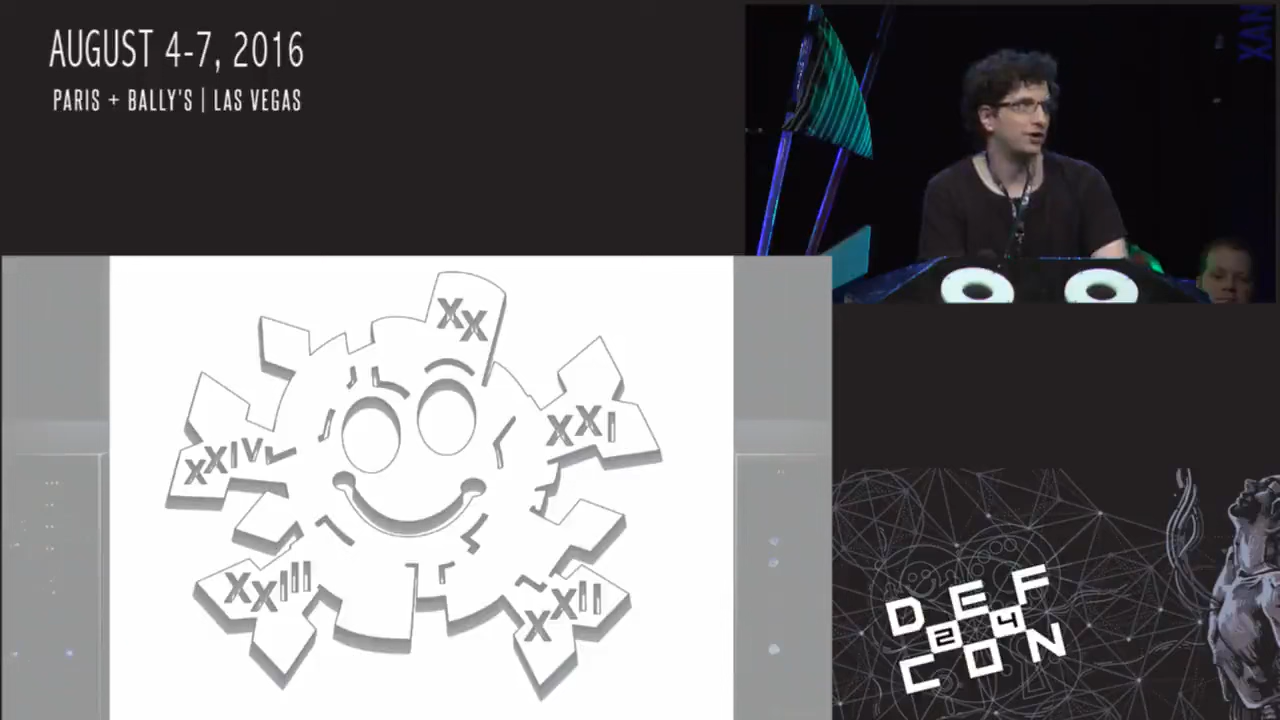 AUGUST 4-7, 2016
PARIS + BALLY'S | LAS VEGAS
XX
XXI
XXIV
XXIII
XXII
DEF
24
CON